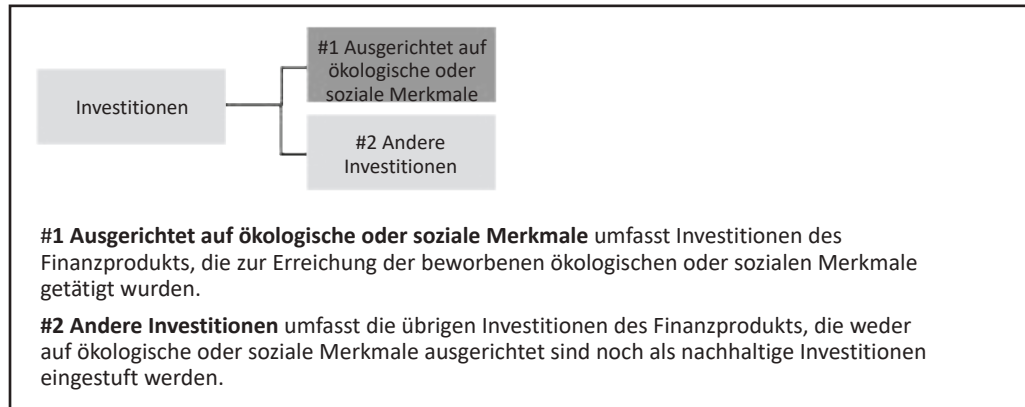 #1 Ausgerichtet auf
ökologische oder
soziale Merkmale
Investitionen
#2 Andere
Investitionen
#1 Ausgerichtet auf ökologische oder soziale Merkmale umfasst Investitionen des
Finanzprodukts, die zur Erreichung der beworbenen ökologischen oder sozialen Merkmale
getätigt wurden.
#2 Andere Investitionen umfasst die übrigen Investitionen des Finanzprodukts, die weder
auf ökologische oder soziale Merkmale ausgerichtet sind noch als nachhaltige Investitionen
eingestuft werden.